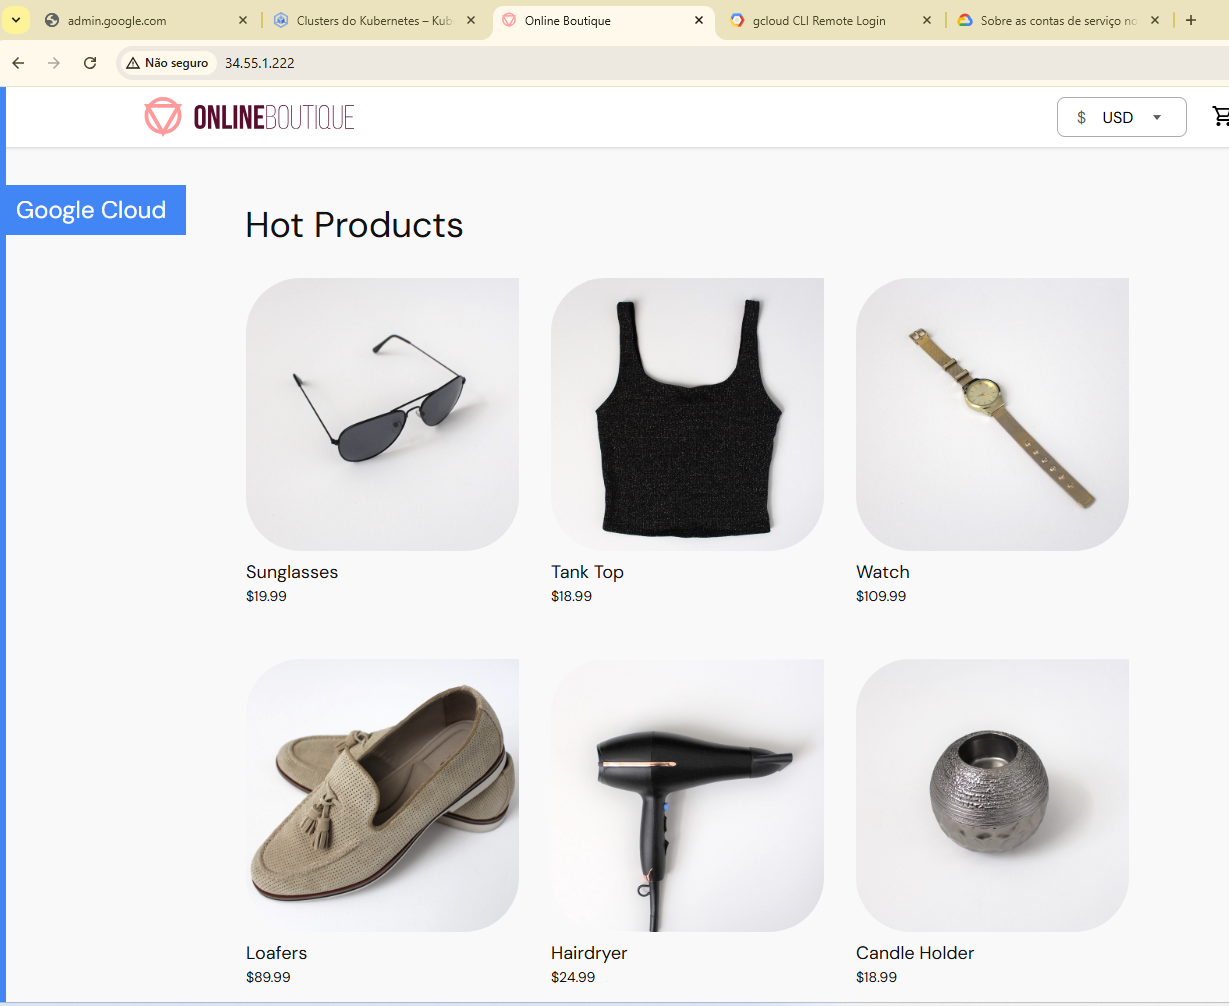 admin.google.com
Clusters do Kubernetes – Kub
Online Boutique
gcloud CLI Remote Login
Sobre as contas de serviço no
Não seguro
34.55.1.222
ONLINEBOUTIQUE
$ USD
Google Cloud
Hot Products
Sunglasses
$19.99
Tank Top
$18.99
Watch
$109.99
Loafers
$89.99
Hairdryer
$24.99
Candle Holder
$18.99